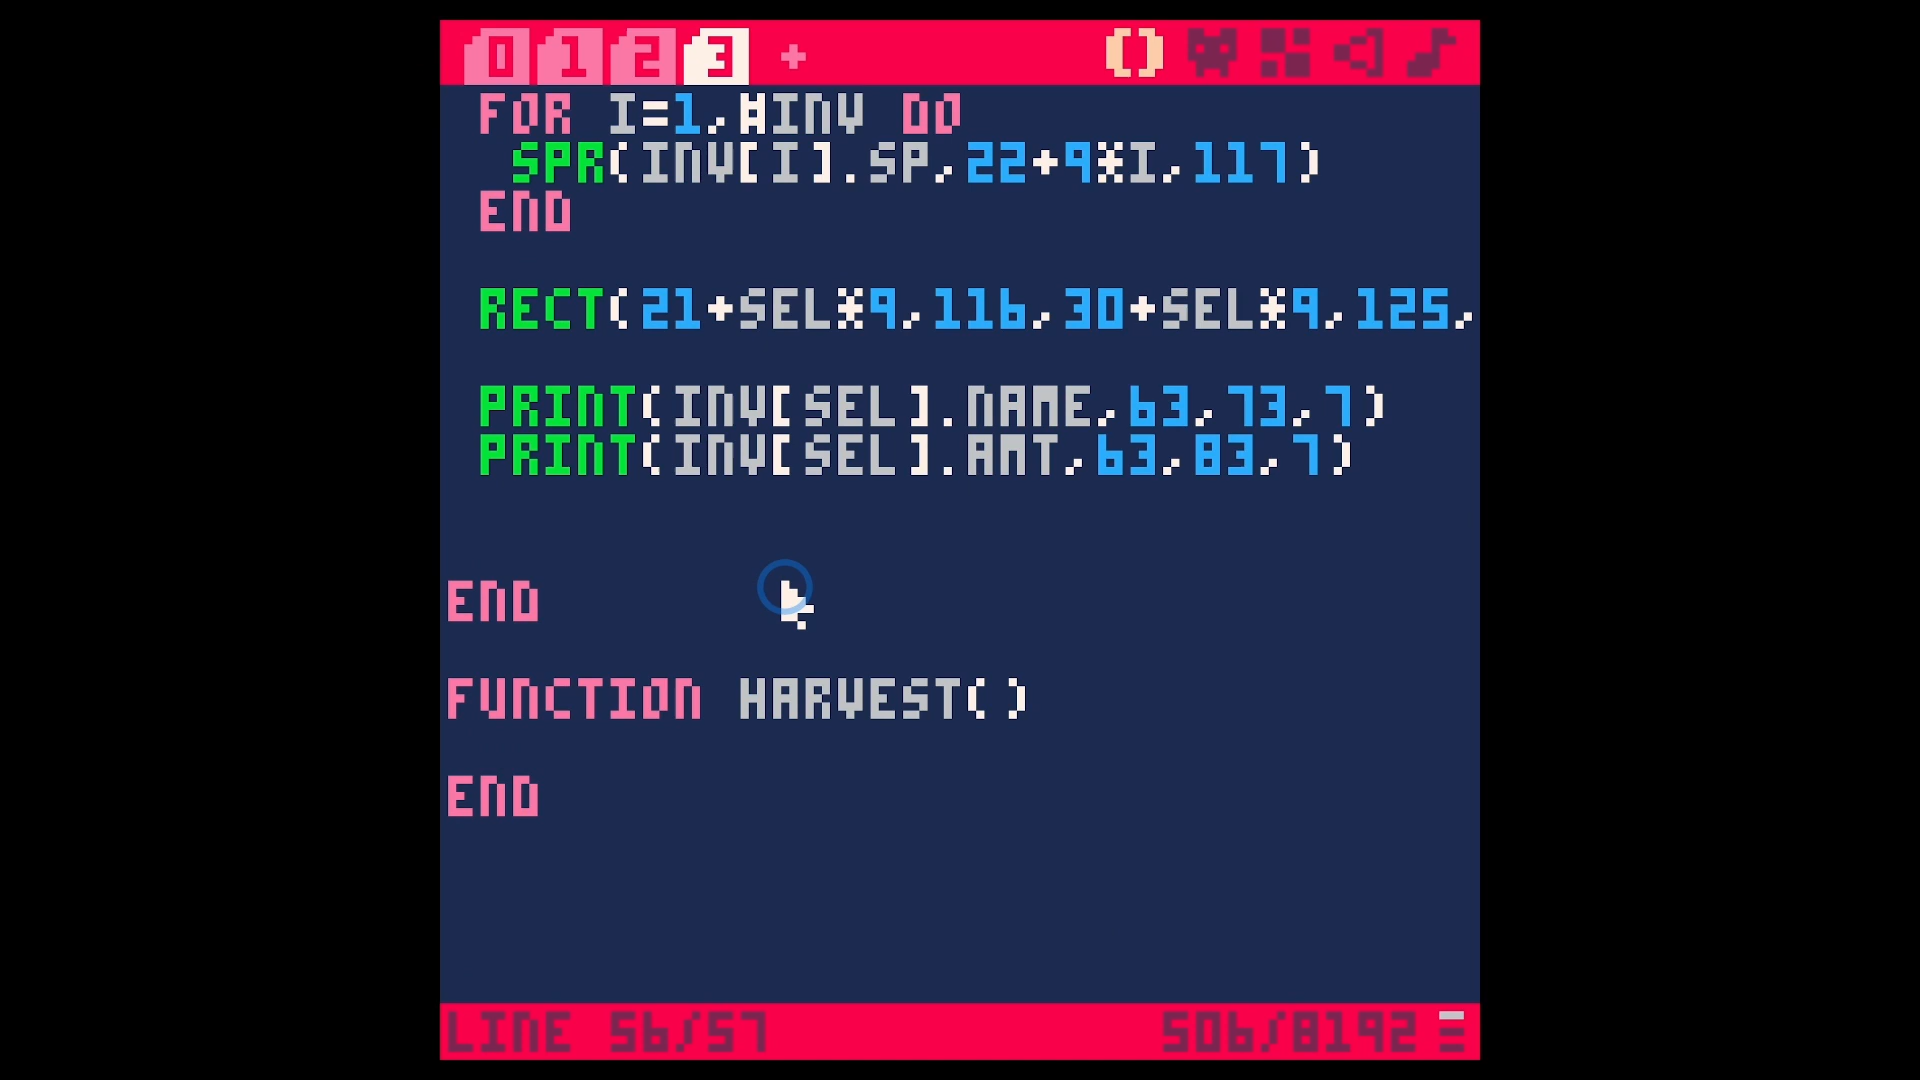 0 1 2 3 +
FOR I=1,#INV DO
SPR(INV[I].SP,22+9*I,117)
END
RECT(21+SEL*9,116,30+SEL*9,125,
PRINT(INV[SEL].NAME,63,73,7)
PRINT(INV[SEL].AMT,63,83,7)
END
FUNCTION HARVEST()
END
LINE 56/57 506/8192